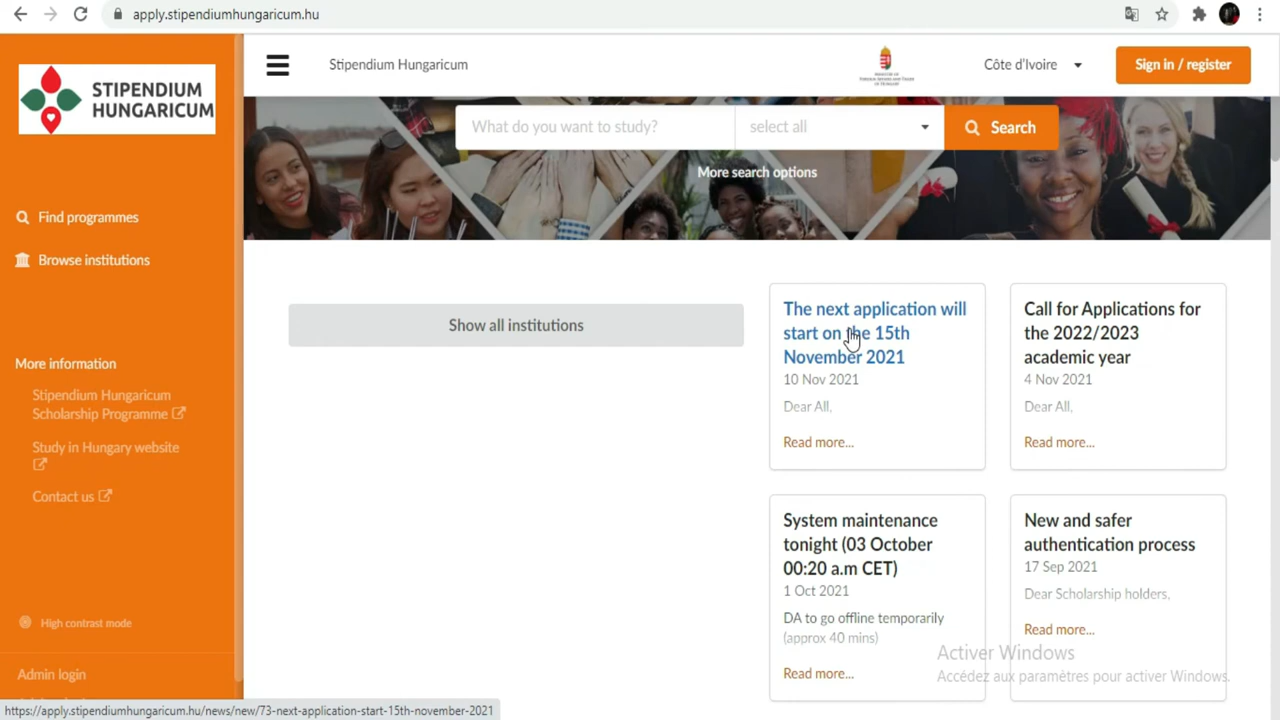 apply.stipendiumhungaricum.hu
STIPENDIUM
HUNGARICUM
Stipendium Hungaricum
Côte d'Ivoire
Sign in / register
What do you want to study?
select all
Search
More search options
Find programmes
Browse institutions
More information
Stipendium Hungaricum
Scholarship Programme
Study in Hungary website
Contact us
High contrast mode
Admin login
Show all institutions
The next application will
start on the 15th
November 2021
10 Nov 2021
Dear All,
Read more...
Call for Applications for
the 2022/2023
academic year
4 Nov 2021
Dear All,
Read more...
System maintenance
tonight (03 October
00:20 a.m CET)
1 Oct 2021
DA to go offline temporarily
(approx 40 mins)
Read more...
New and safer
authentication process
17 Sep 2021
Dear Scholarship holders,
Read more...
Activer Windows
Accédez aux paramètres pour activer Windows.
https://apply.stipendiumhungaricum.hu/news/new/73-next-application-start-15th-november-2021